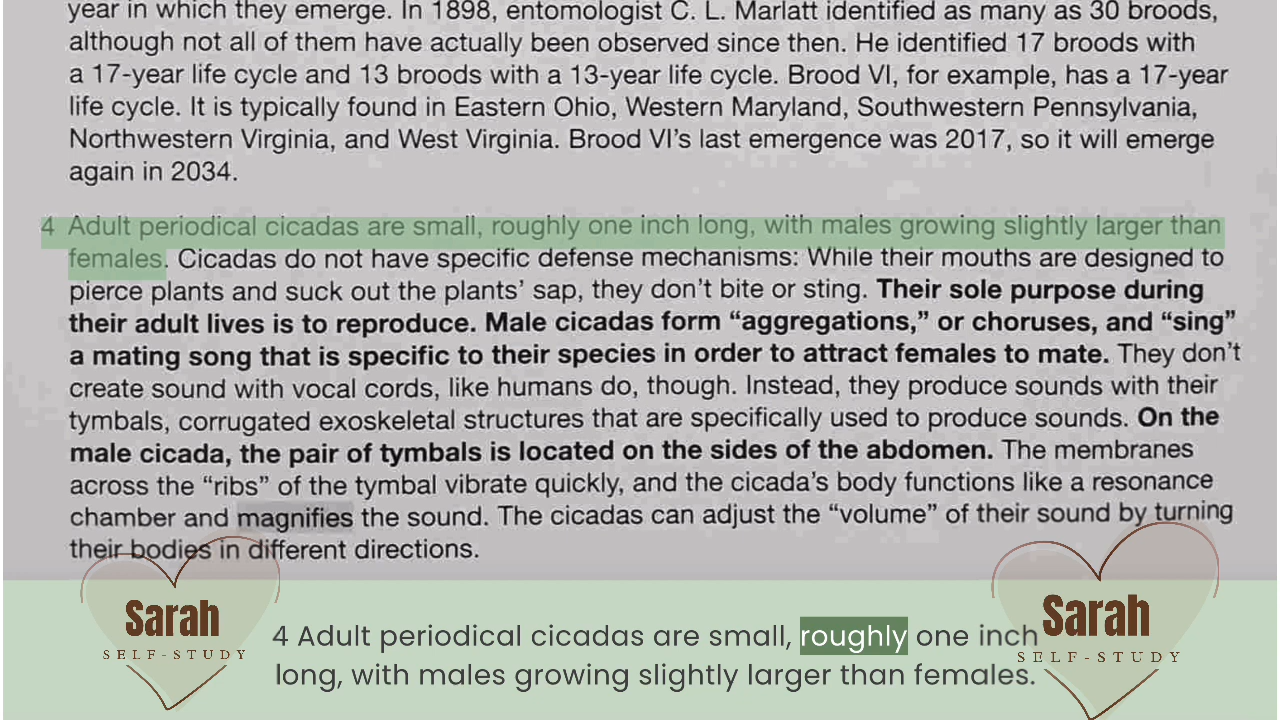 year in which they emerge. In 1898, entomologist C. L. Marlatt identified as many as 30 broods,
although not all of them have actually been observed since then. He identified 17 broods with
a 17-year life cycle and 13 broods with a 13-year life cycle. Brood VI, for example, has a 17-year
life cycle. It is typically found in Eastern Ohio, Western Maryland, Southwestern Pennsylvania,
Northwestern Virginia, and West Virginia. Brood VI’s last emergence was 2017, so it will emerge
again in 2034.
4 Adult periodical cicadas are small, roughly one inch long, with males growing slightly larger than
females. Cicadas do not have specific defense mechanisms: While their mouths are designed to
pierce plants and suck out the plants’ sap, they don’t bite or sting. Their sole purpose during
their adult lives is to reproduce. Male cicadas form “aggregations,” or choruses, and “sing”
a mating song that is specific to their species in order to attract females to mate. They don’t
create sound with vocal cords, like humans do, though. Instead, they produce sounds with their
tymbals, corrugated exoskeletal structures that are specifically used to produce sounds. On the
male cicada, the pair of tymbals is located on the sides of the abdomen. The membranes
across the “ribs” of the tymbal vibrate quickly, and the cicada’s body functions like a resonance
chamber and magnifies the sound. The cicadas can adjust the “volume” of their sound by turning
their bodies in different directions.
Sarah
SELF-STUDY
4 Adult periodical cicadas are small, roughly one inch
long, with males growing slightly larger than females.
Sarah
SELF-STUDY